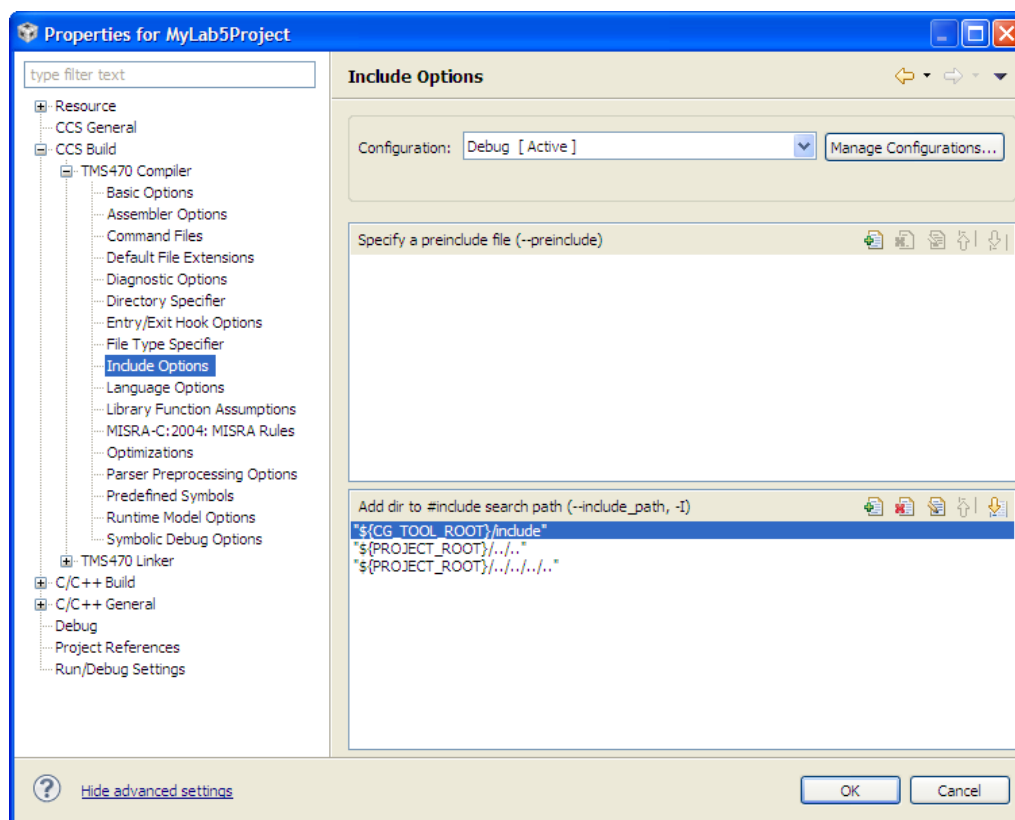 Properties for MyLab5Project
type filter text
Resource
CCS General
CCS Build
TMS470 Compiler
Basic Options
Assembler Options
Command Files
Default File Extensions
Diagnostic Options
Directory Specifier
Entry/Exit Hook Options
File Type Specifier
Include Options
Language Options
Library Function Assumptions
MISRA-C:2004: MISRA Rules
Optimizations
Parser Preprocessing Options
Predefined Symbols
Runtime Model Options
Symbolic Debug Options
TMS470 Linker
C/C++ Build
C/C++ General
Debug
Project References
Run/Debug Settings
Include Options
Configuration: Debug [ Active ] Manage Configurations...
Specify a preinclude file (--preinclude)
Add dir to #include search path (--include_path, -I)
"${CG_TOOL_ROOT}/include"
"${PROJECT_ROOT}/../.."
"${PROJECT_ROOT}/../../../.."
? Hide advanced settings OK Cancel